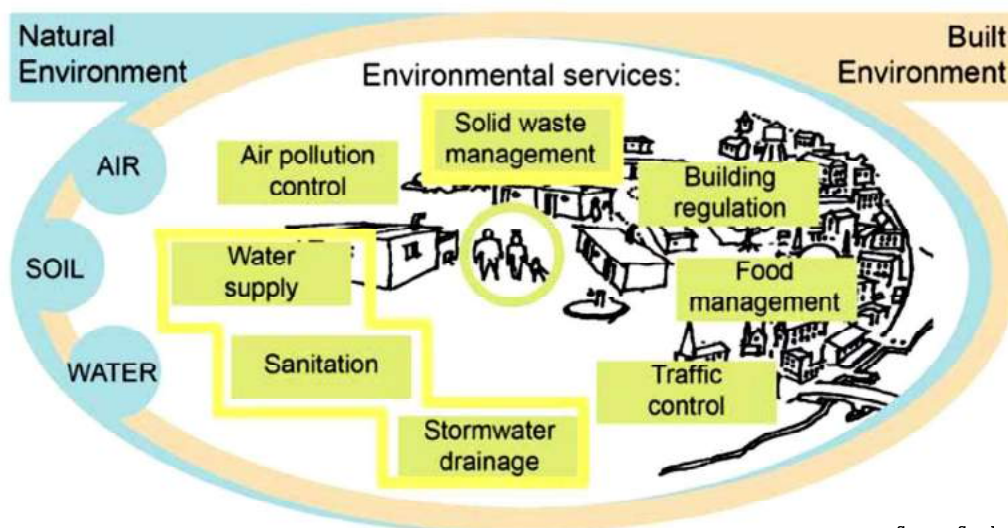 Natural
Environment
Built
Environment
Environmental services:
AIR
SOIL
WATER
Air pollution
control
Solid waste
management
Building
regulation
Water
supply
Food
management
Sanitation
Traffic
control
Stormwater
drainage